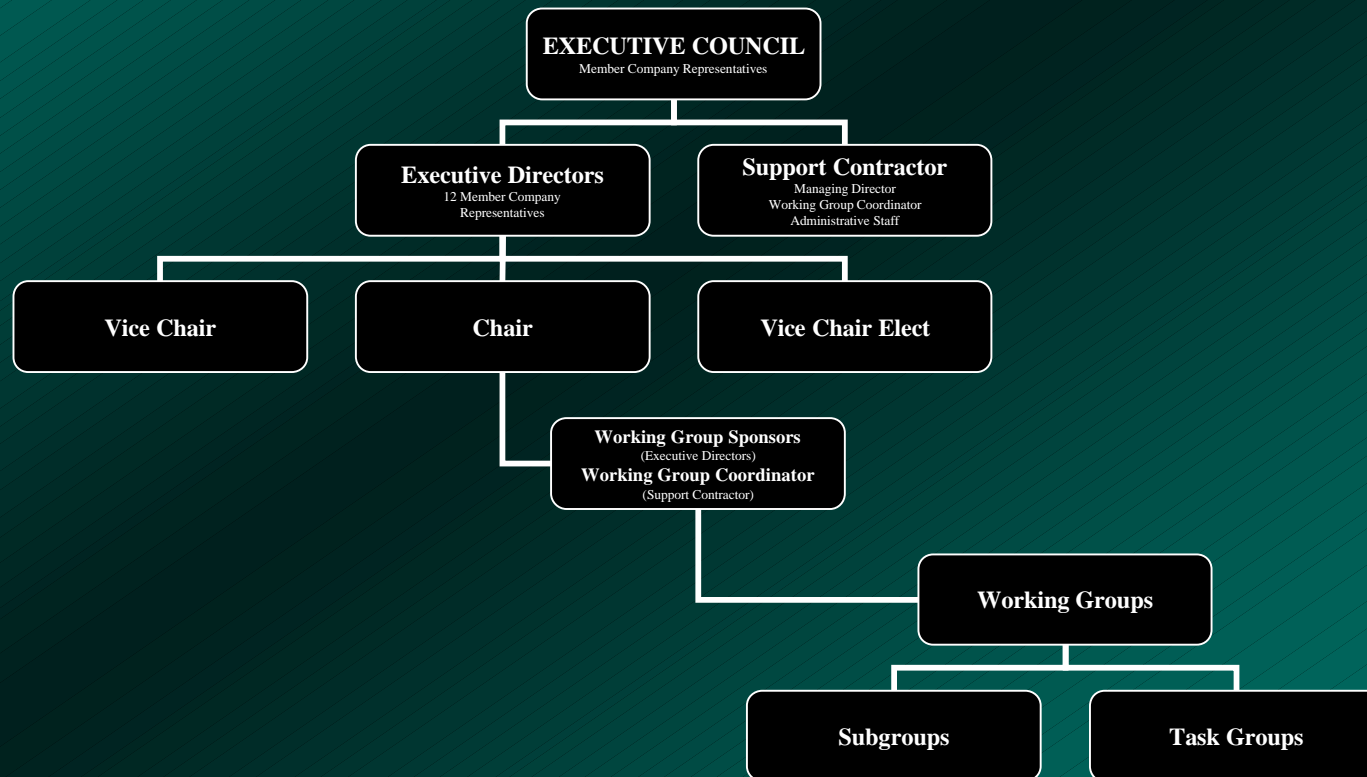 EXECUTIVE COUNCIL
Member Company Representatives
Executive Directors
12 Member Company
Representatives
Support Contractor
Managing Director
Working Group Coordinator
Administrative Staff
Vice Chair
Chair
Vice Chair Elect
Working Group Sponsors
(Executive Directors)
Working Group Coordinator
(Support Contractor)
Working Groups
Subgroups
Task Groups